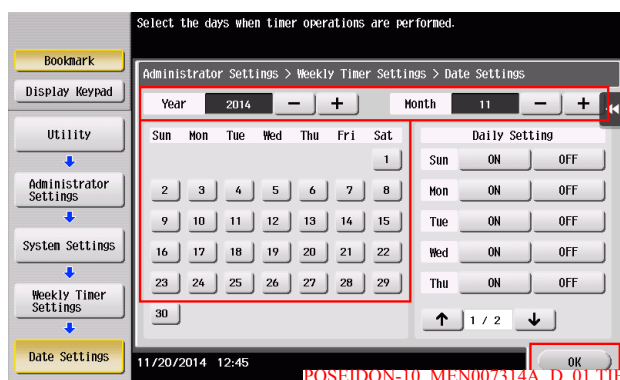 Select the days when timer operations are performed.
Bookmark
Display Keypad
Utility
Administrator
Settings
System Settings
Weekly Timer
Settings
Date Settings
Administrator Settings > Weekly Timer Settings > Date Settings
Year 2014 − + Month 11 − +
Sun Mon Tue Wed Thu Fri Sat
1
2 3 4 5 6 7 8
9 10 11 12 13 14 15
16 17 18 19 20 21 22
23 24 25 26 27 28 29
30
Daily Setting
Sun ON OFF
Mon ON OFF
Tue ON OFF
Wed ON OFF
Thu ON OFF
↑ 1 / 2 ↓
11/20/2014 12:45
OK
POSEIDON-10_MEN007314A_D_01.TIF